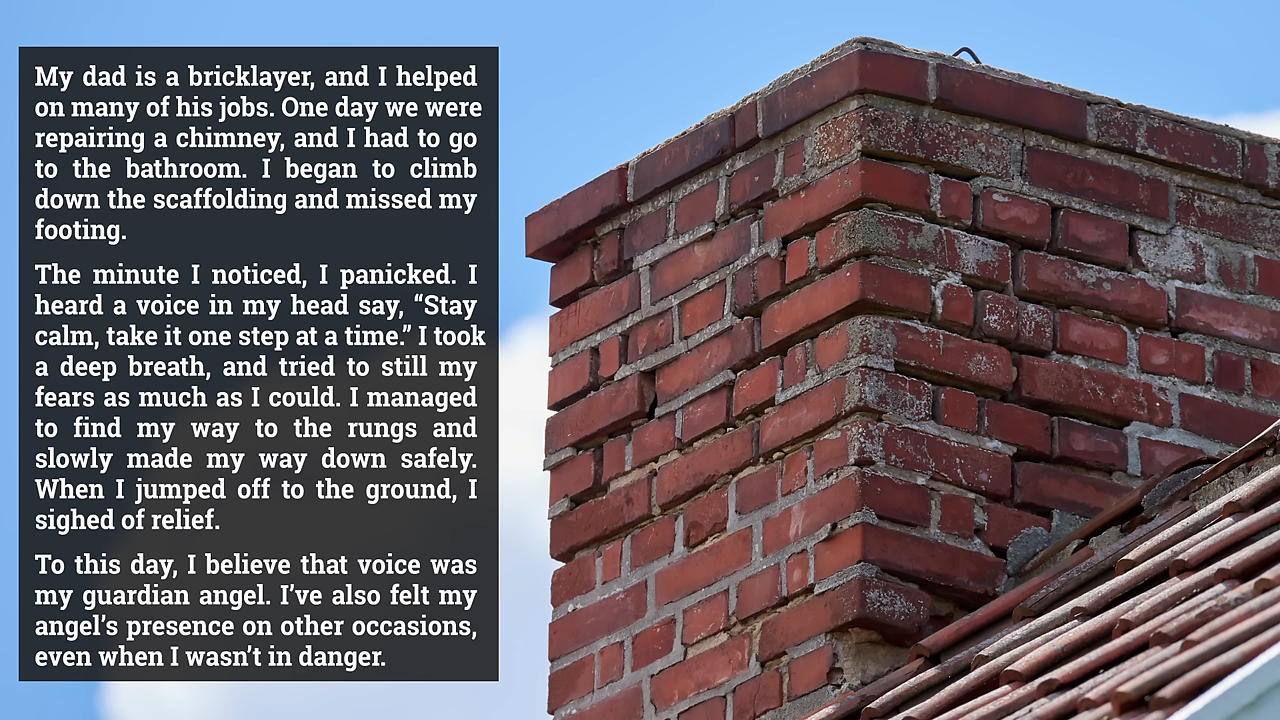 My dad is a bricklayer, and I helped
on many of his jobs. One day we were
repairing a chimney, and I had to go
to the bathroom. I began to climb
down the scaffolding and missed my
footing.
The minute I noticed, I panicked. I
heard a voice in my head say, “Stay
calm, take it one step at a time.” I took
a deep breath, and tried to still my
fears as much as I could. I managed
to find my way to the rungs and
slowly made my way down safely.
When I jumped off to the ground, I
sighed of relief.
To this day, I believe that voice was
my guardian angel. I’ve also felt my
angel’s presence on other occasions,
even when I wasn’t in danger.